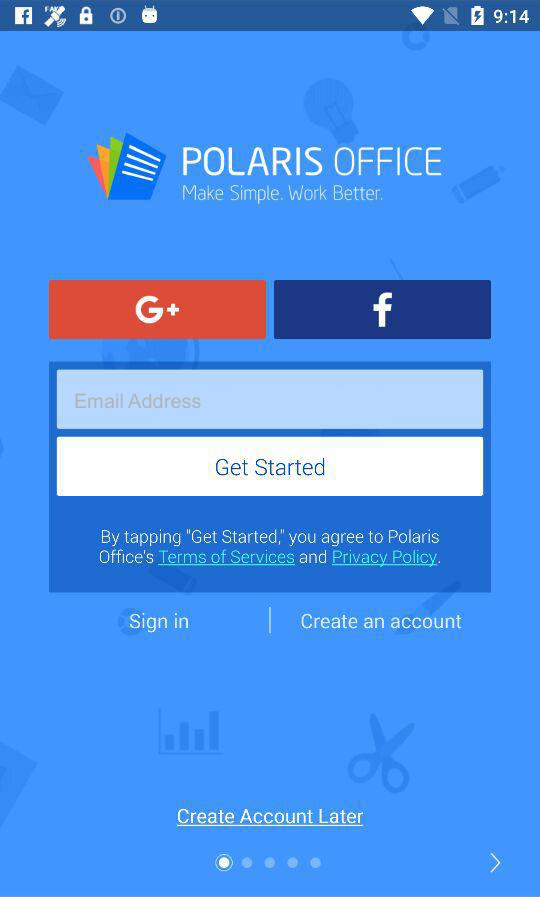 9:14
POLARIS OFFICE
Make Simple. Work Better.
G+
f
Email Address
Get Started
By tapping "Get Started," you agree to Polaris
Office's Terms of Services and Privacy Policy.
Sign in
Create an account
Create Account Later